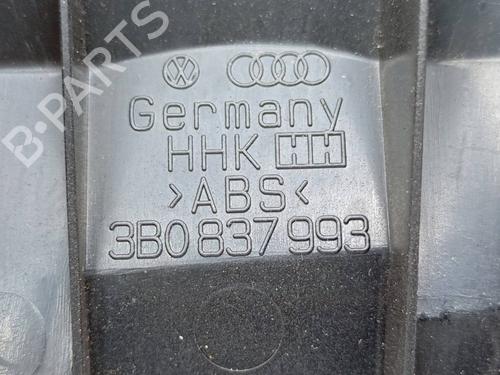 B-PARTS
Germany
HHK HH
>ABS<
3B0 837 993